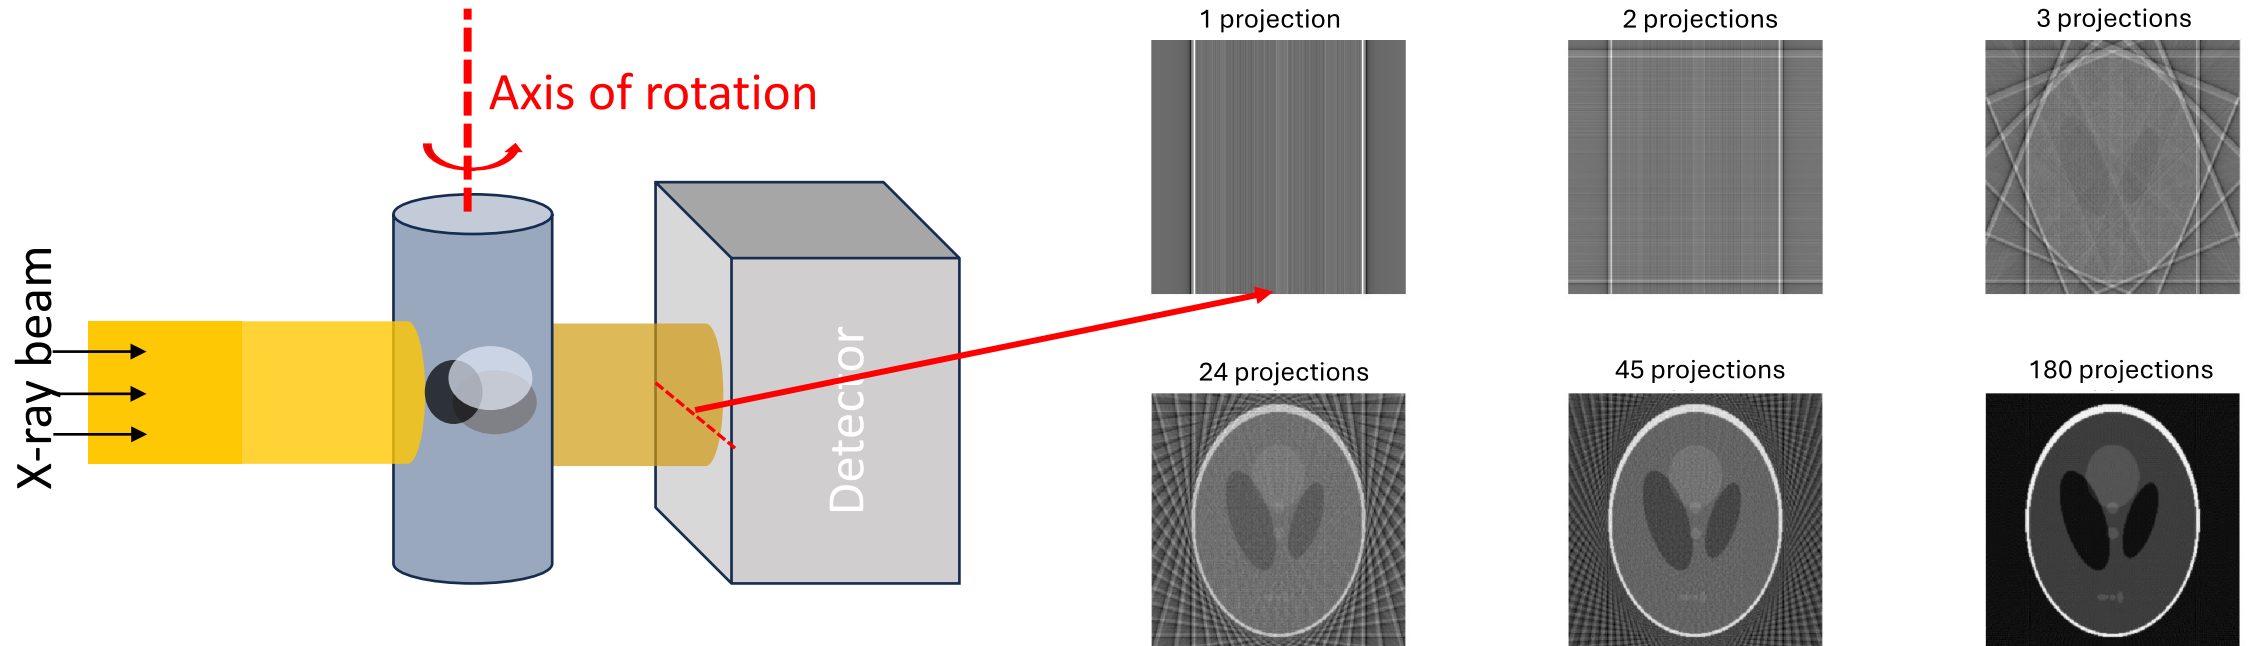 Axis of rotation
X-ray beam
Detector
1 projection
2 projections
3 projections
24 projections
45 projections
180 projections